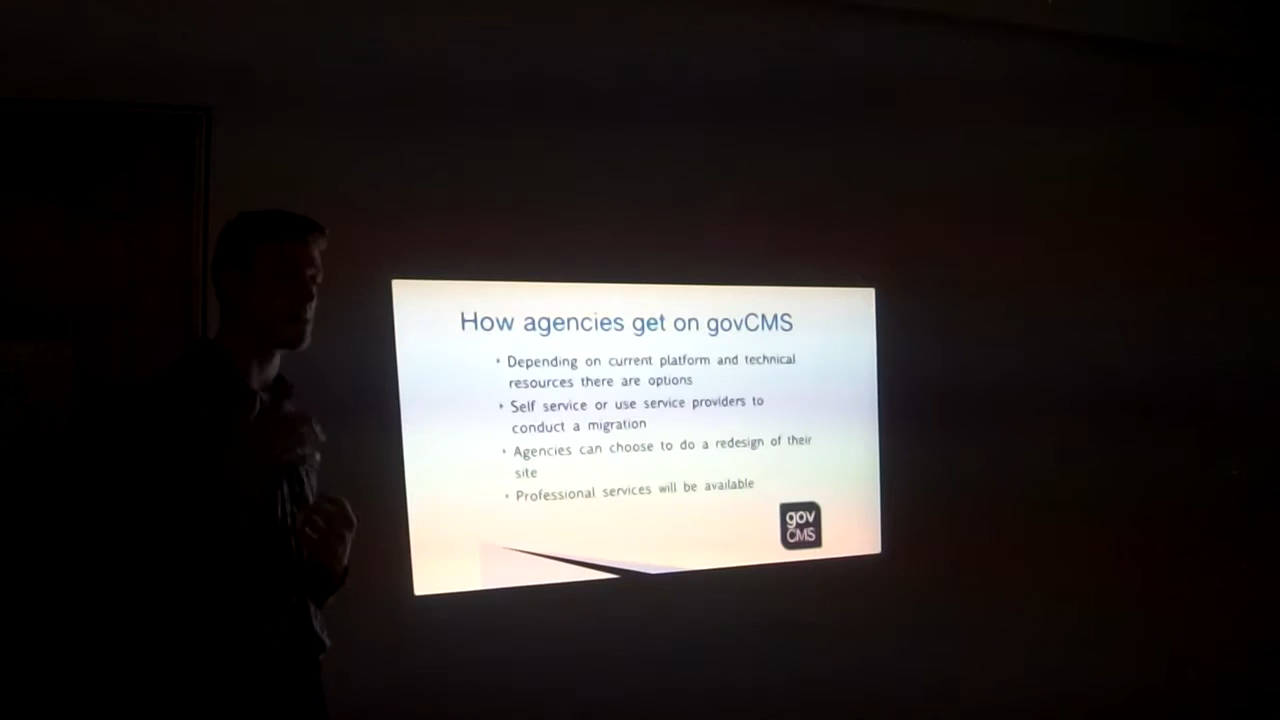 How agencies get on govCMS
Depending on current platform and technical
resources there are options
Self service or use service providers to
conduct a migration
Agencies can choose to do a redesign of their
site
Professional services will be available
gov
CMS